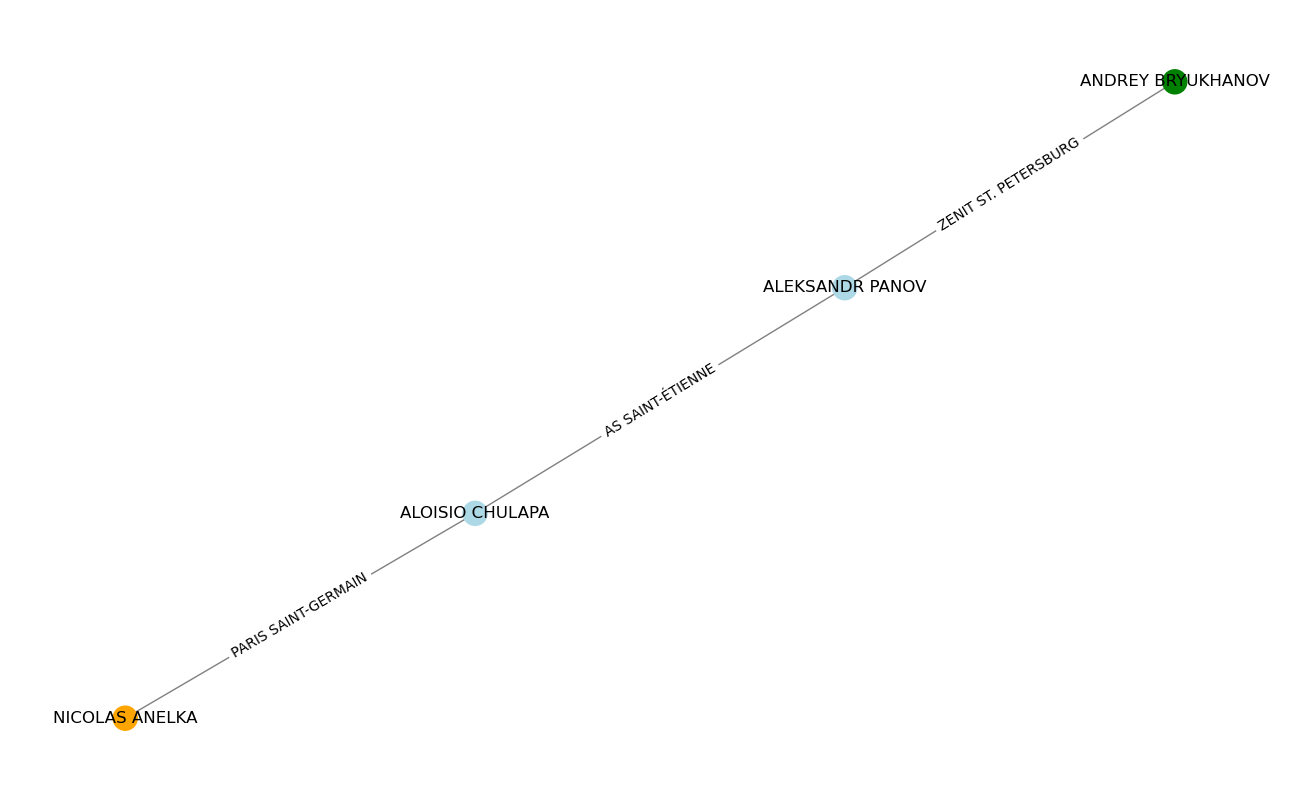 ANDREY BRYUKHANOV
ZENIT ST. PETERSBURG
ALEKSANDR PANOV
AS SAINT-ÉTIENNE
ALOISIO CHULAPA
PARIS SAINT-GERMAIN
NICOLAS ANELKA